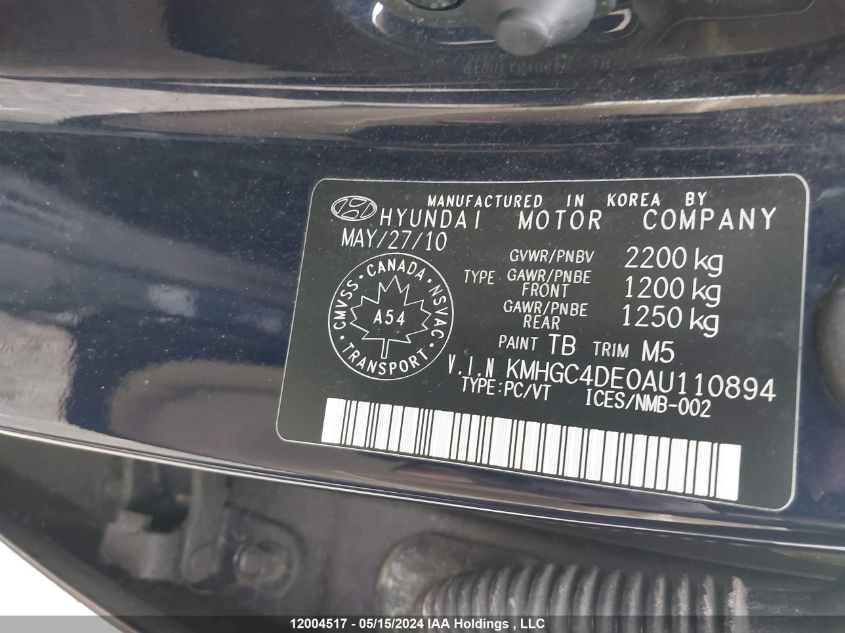 MANUFACTURED IN KOREA BY
HYUNDAI MOTOR COMPANY
MAY/27/10
GVWR/PNBV 2200 kg
TYPE GAWR/PNBE FRONT 1200 kg
GAWR/PNBE REAR 1250 kg
CANADA · NSVAC · TRANSPORT · CMVSS ·
A54
PAINT TB TRIM M5
V.I.N KMHGC4DE0AU110894
TYPE:PC/VT ICES/NMB-002
12004517 - 05/15/2024 IAA Holdings , LLC